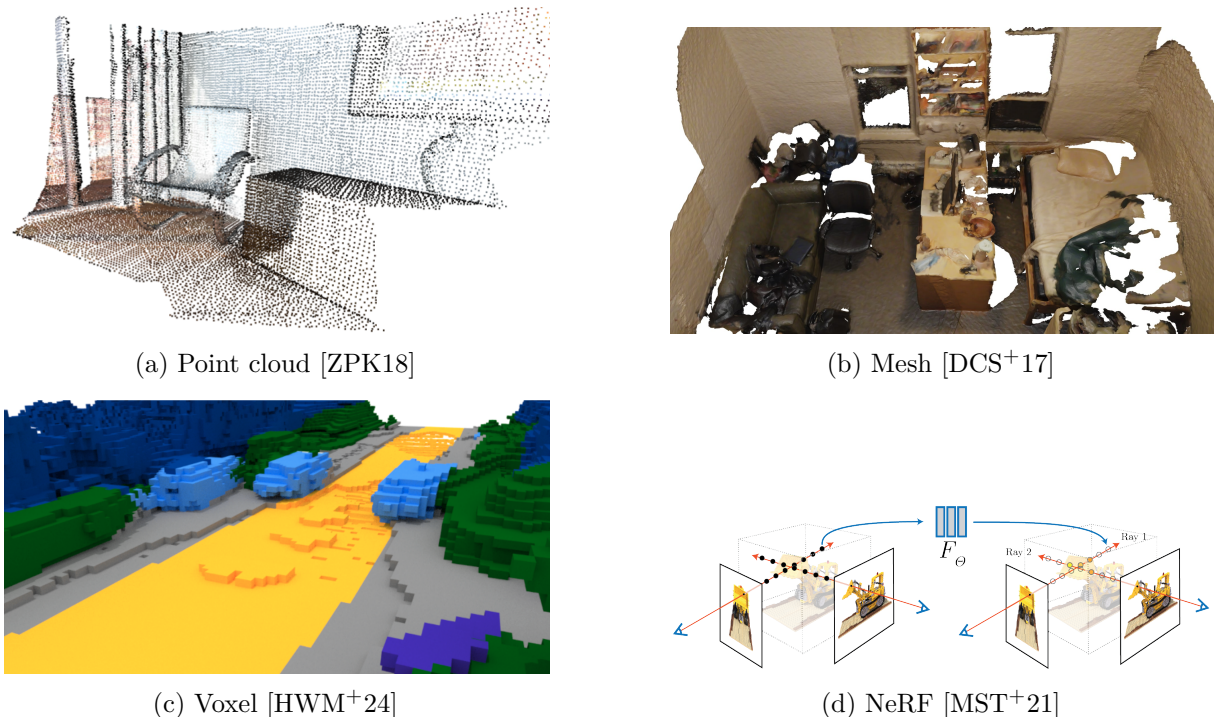 (a) Point cloud [ZPK18]
(b) Mesh [DCS+17]
Ray 1
Ray 2
F_Θ
(c) Voxel [HWM+24]
(d) NeRF [MST+21]